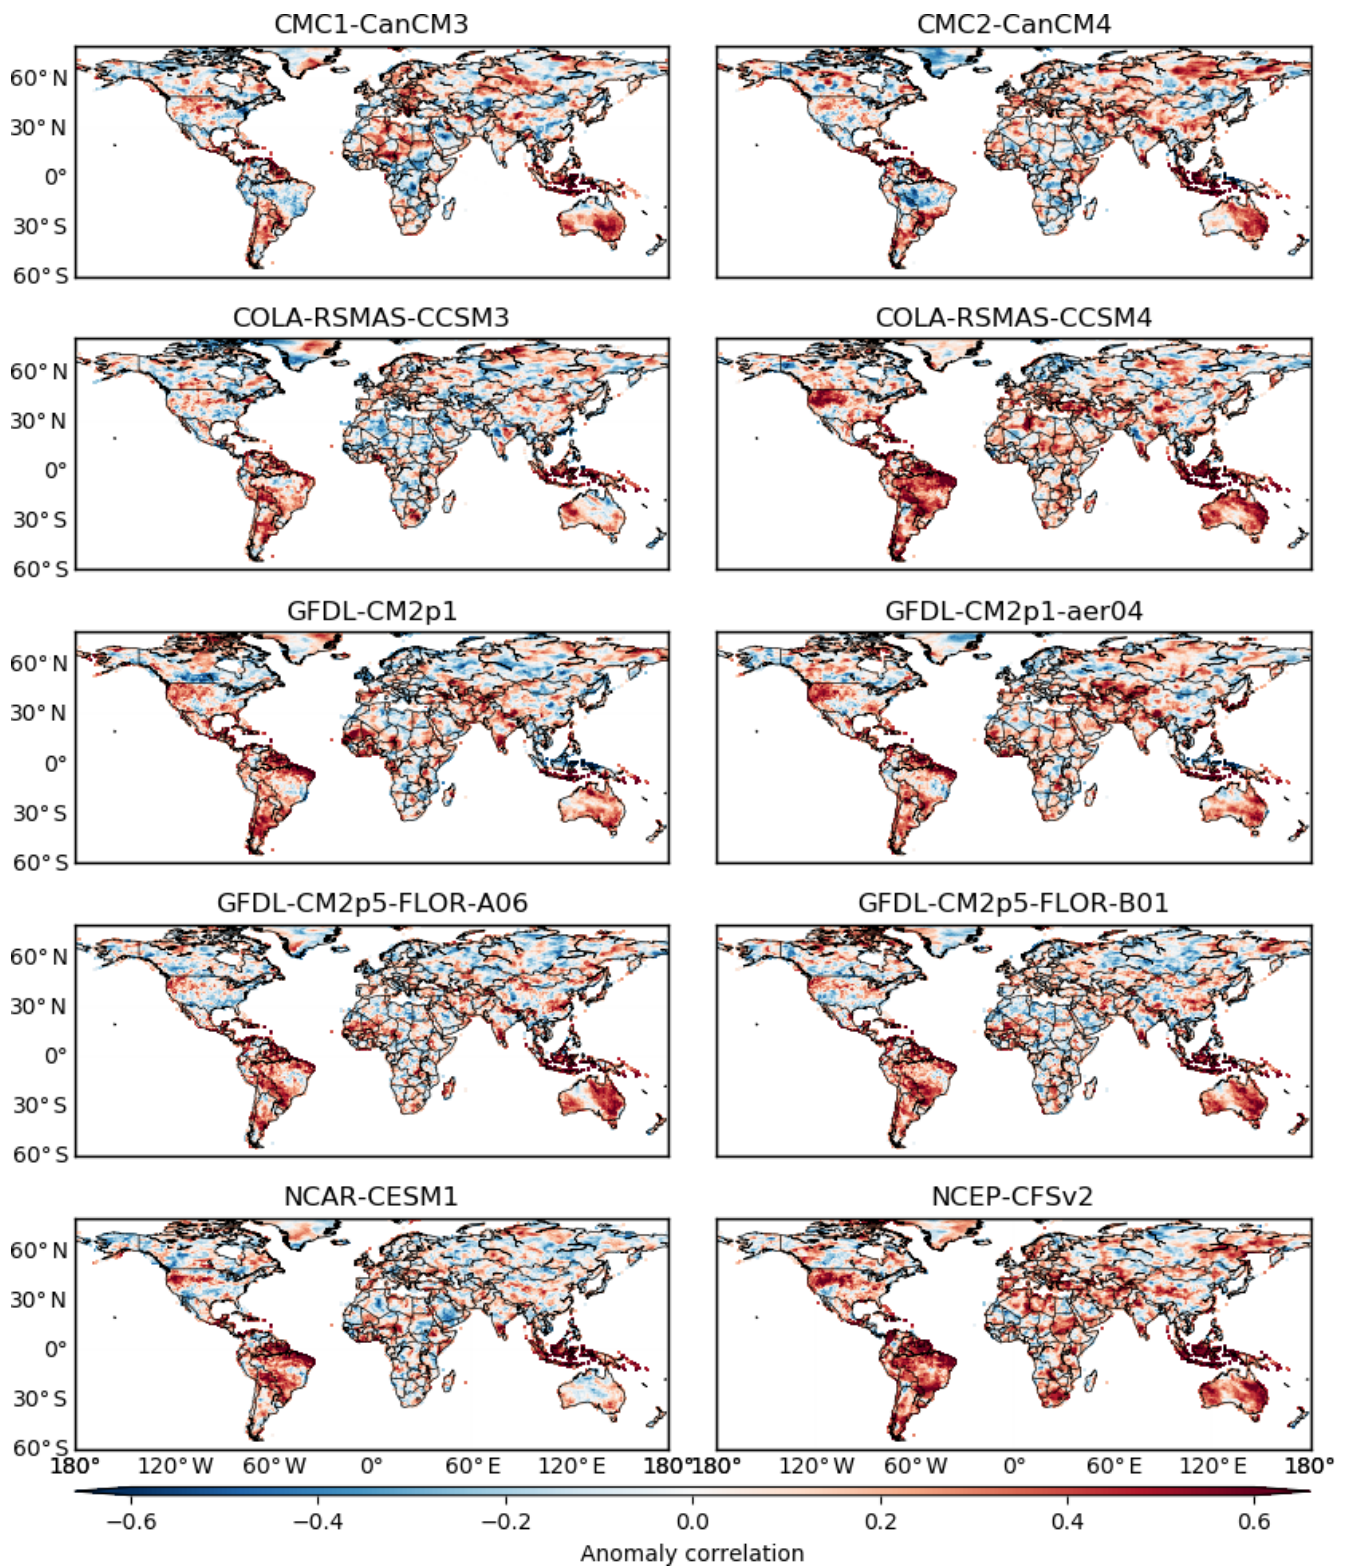 CMC1-CanCM3 CMC2-CanCM4
60°N
30°N
0°
30°S
60°S
COLA-RSMAS-CCSM3 COLA-RSMAS-CCSM4
60°N
30°N
0°
30°S
60°S
GFDL-CM2p1 GFDL-CM2p1-aer04
60°N
30°N
0°
30°S
60°S
GFDL-CM2p5-FLOR-A06 GFDL-CM2p5-FLOR-B01
60°N
30°N
0°
30°S
60°S
NCAR-CESM1 NCEP-CFSv2
60°N
30°N
0°
30°S
60°S
180° 120°W 60°W 0° 60°E 120°E 180° 180° 120°W 60°W 0° 60°E 120°E 180°
−0.6 −0.4 −0.2 0.0 0.2 0.4 0.6
Anomaly correlation